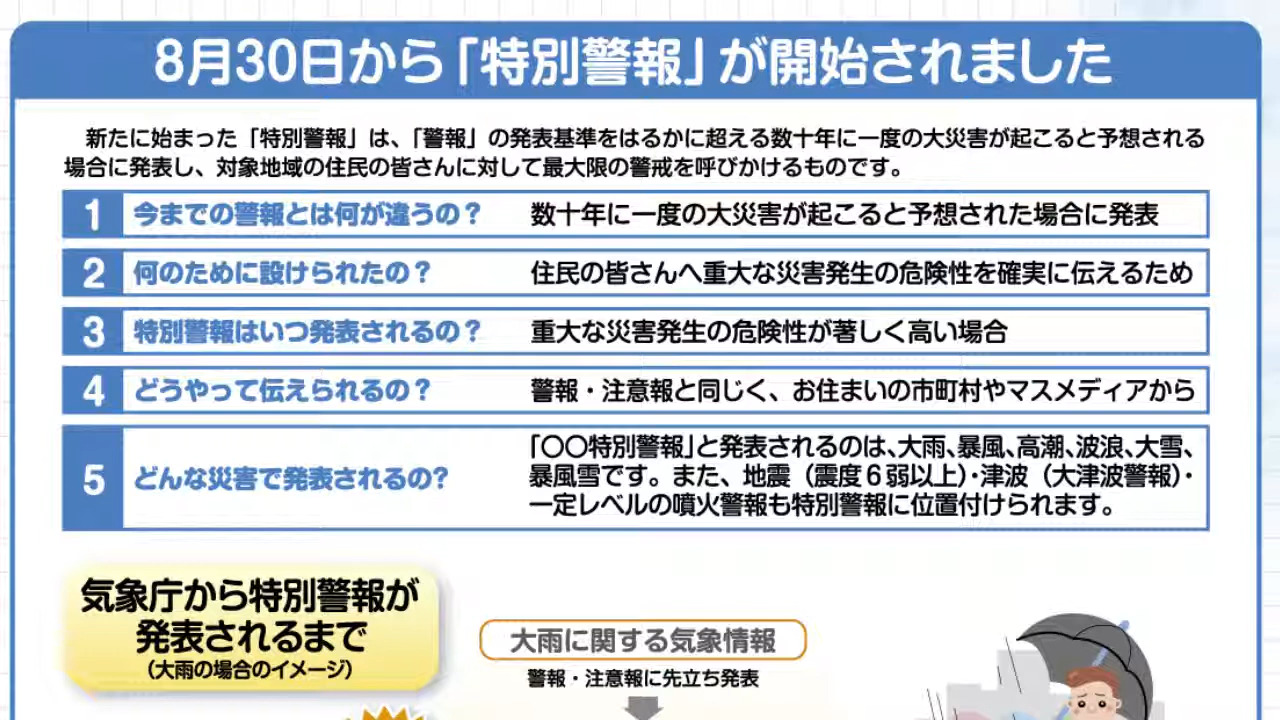 8月30日から「特別警報」が開始されました
新たに始まった「特別警報」は、「警報」の発表基準をはるかに超える数十年に一度の大災害が起こると予想される
場合に発表し、対象地域の住民の皆さんに対して最大限の警戒を呼びかけるものです。
1 今までの警報とは何が違うの？ 数十年に一度の大災害が起こると予想された場合に発表
2 何のために設けられたの？ 住民の皆さんへ重大な災害発生の危険性を確実に伝えるため
3 特別警報はいつ発表されるの？ 重大な災害発生の危険性が著しく高い場合
4 どうやって伝えられるの？ 警報・注意報と同じく、お住まいの市町村やマスメディアから
5 どんな災害で発表されるの?
「〇〇特別警報」と発表されるのは、大雨、暴風、高潮、波浪、大雪、
暴風雪です。また、地震（震度６弱以上）・津波（大津波警報）・
一定レベルの噴火警報も特別警報に位置付けられます。
気象庁から特別警報が
発表されるまで
（大雨の場合のイメージ）
大雨に関する気象情報
警報・注意報に先立ち発表